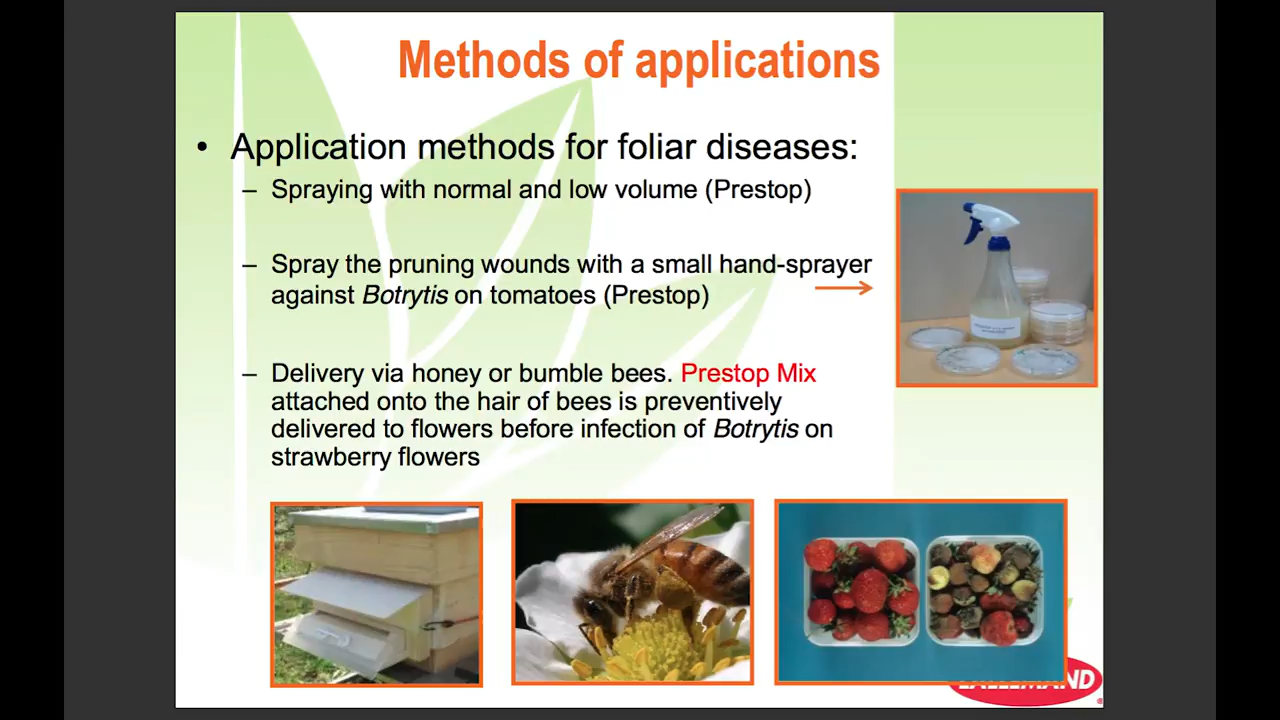 Methods of applications
• Application methods for foliar diseases:
– Spraying with normal and low volume (Prestop)
– Spray the pruning wounds with a small hand-sprayer
against Botrytis on tomatoes (Prestop)
– Delivery via honey or bumble bees. Prestop Mix
attached onto the hair of bees is preventively
delivered to flowers before infection of Botrytis on
strawberry flowers
LALLEMAND